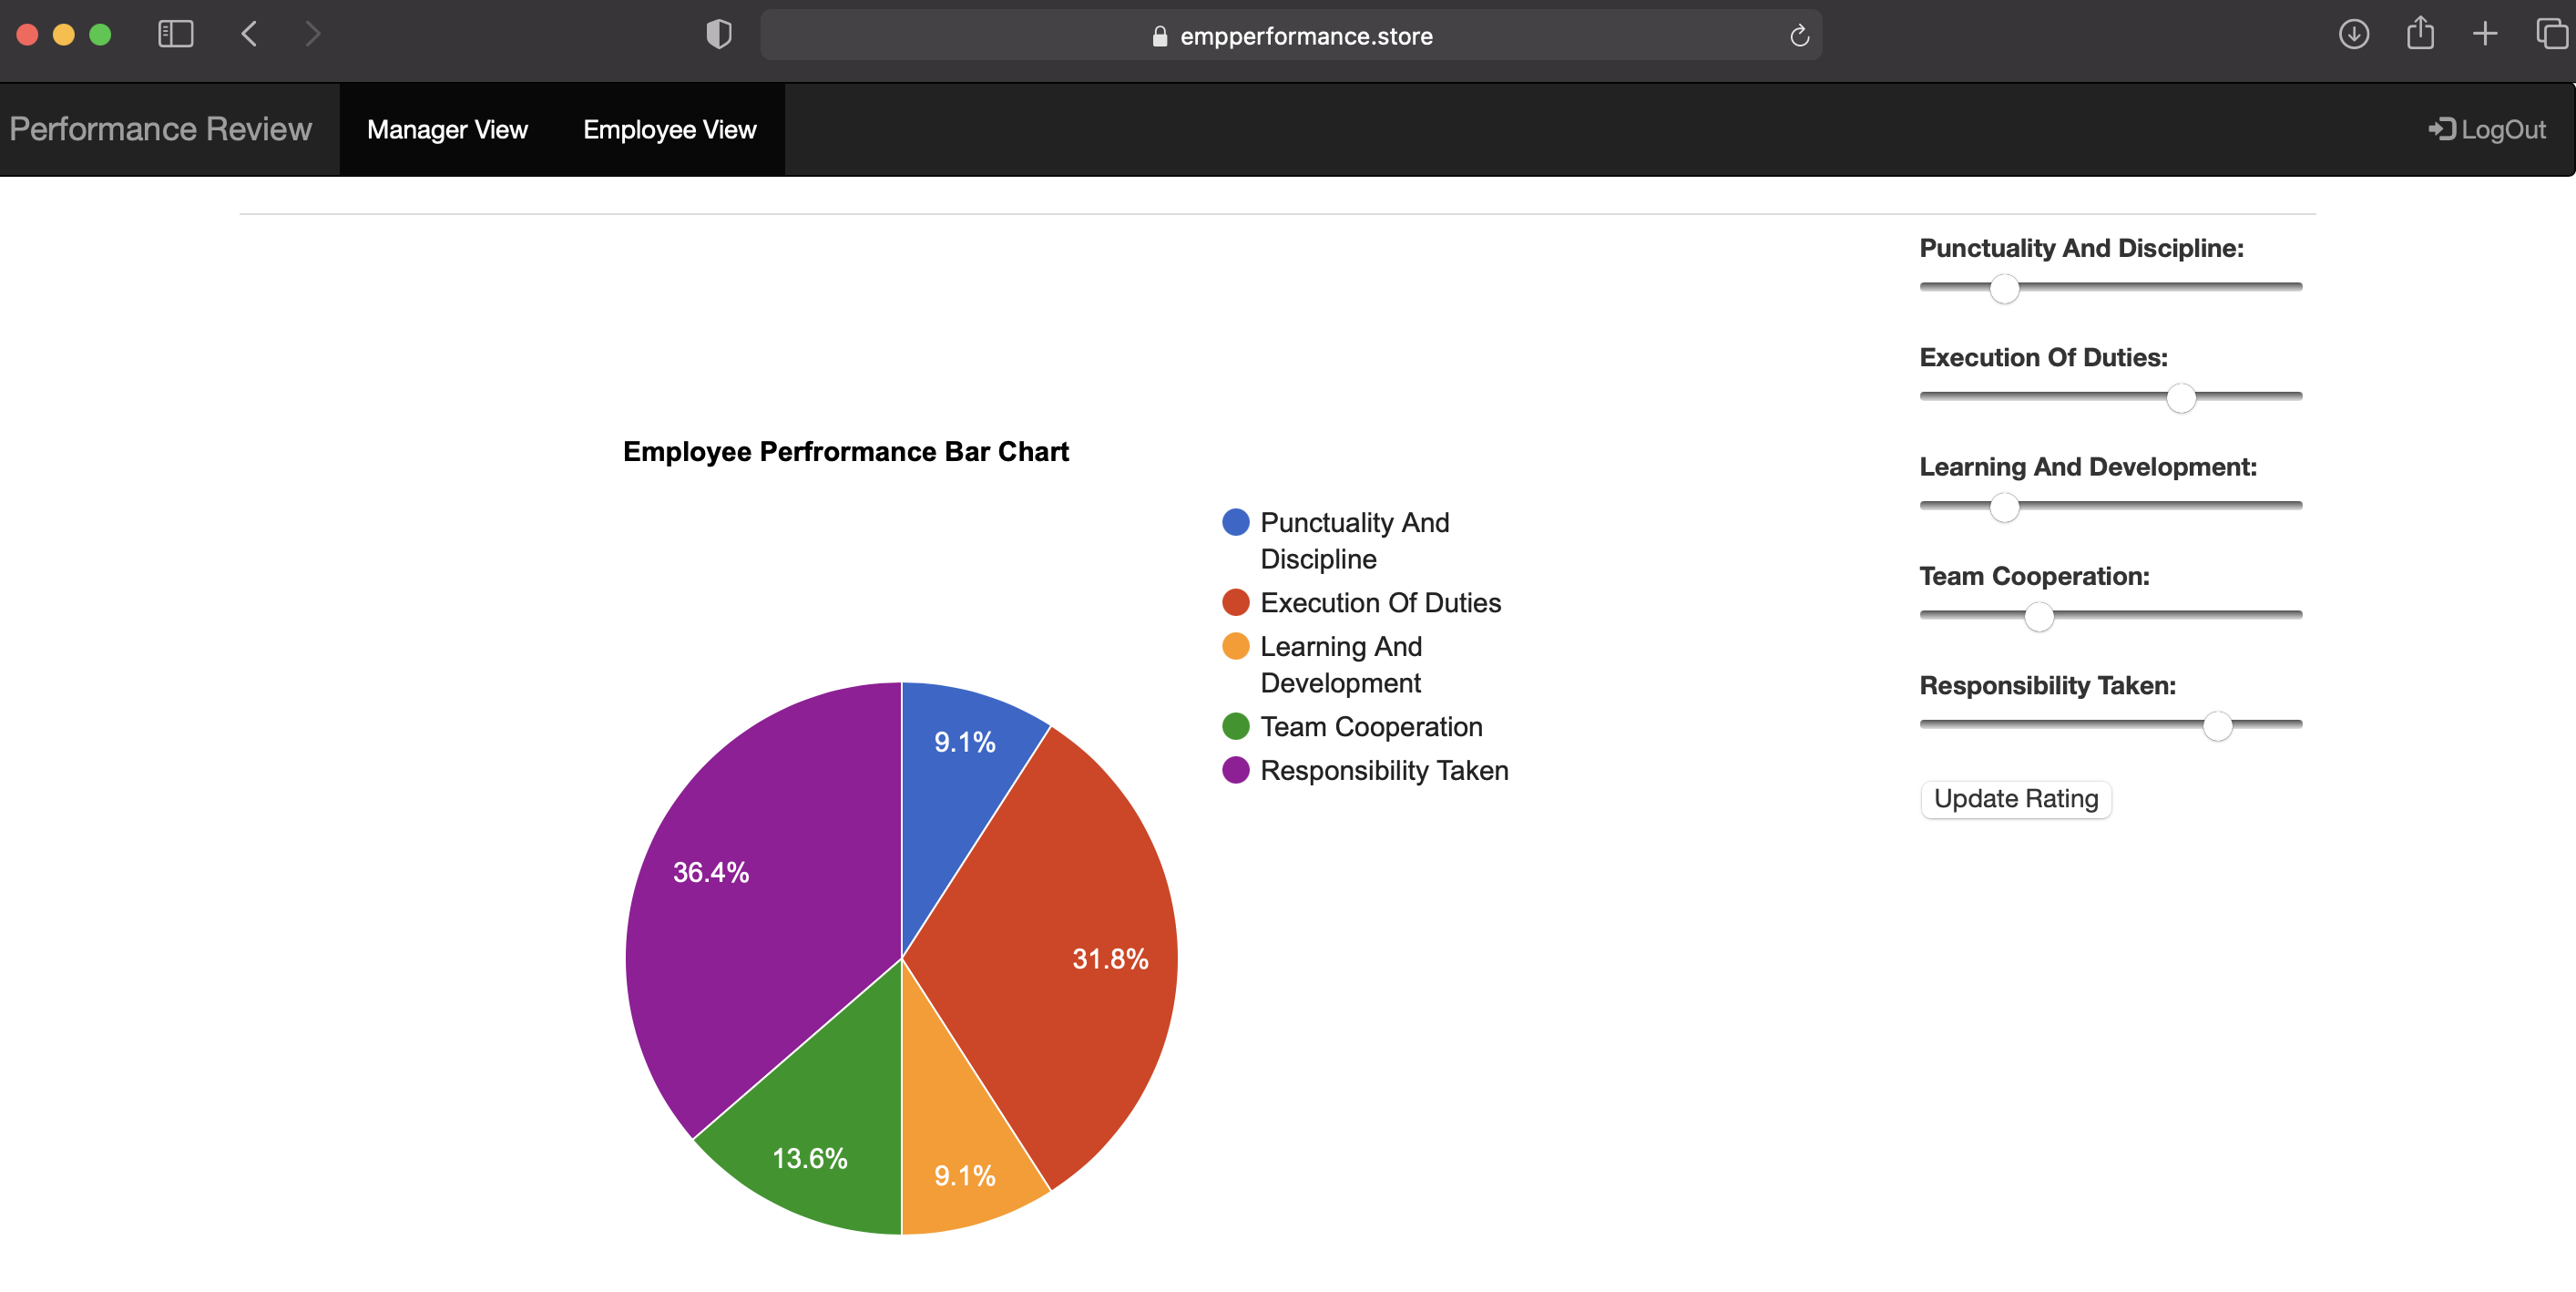 empperformance.store
Performance Review
Manager View
Employee View
LogOut
Employee Perfrormance Bar Chart
Punctuality And
Discipline
Execution Of Duties
Learning And
Development
Team Cooperation
Responsibility Taken
9.1%
31.8%
9.1%
13.6%
36.4%
Punctuality And Discipline:
Execution Of Duties:
Learning And Development:
Team Cooperation:
Responsibility Taken:
Update Rating